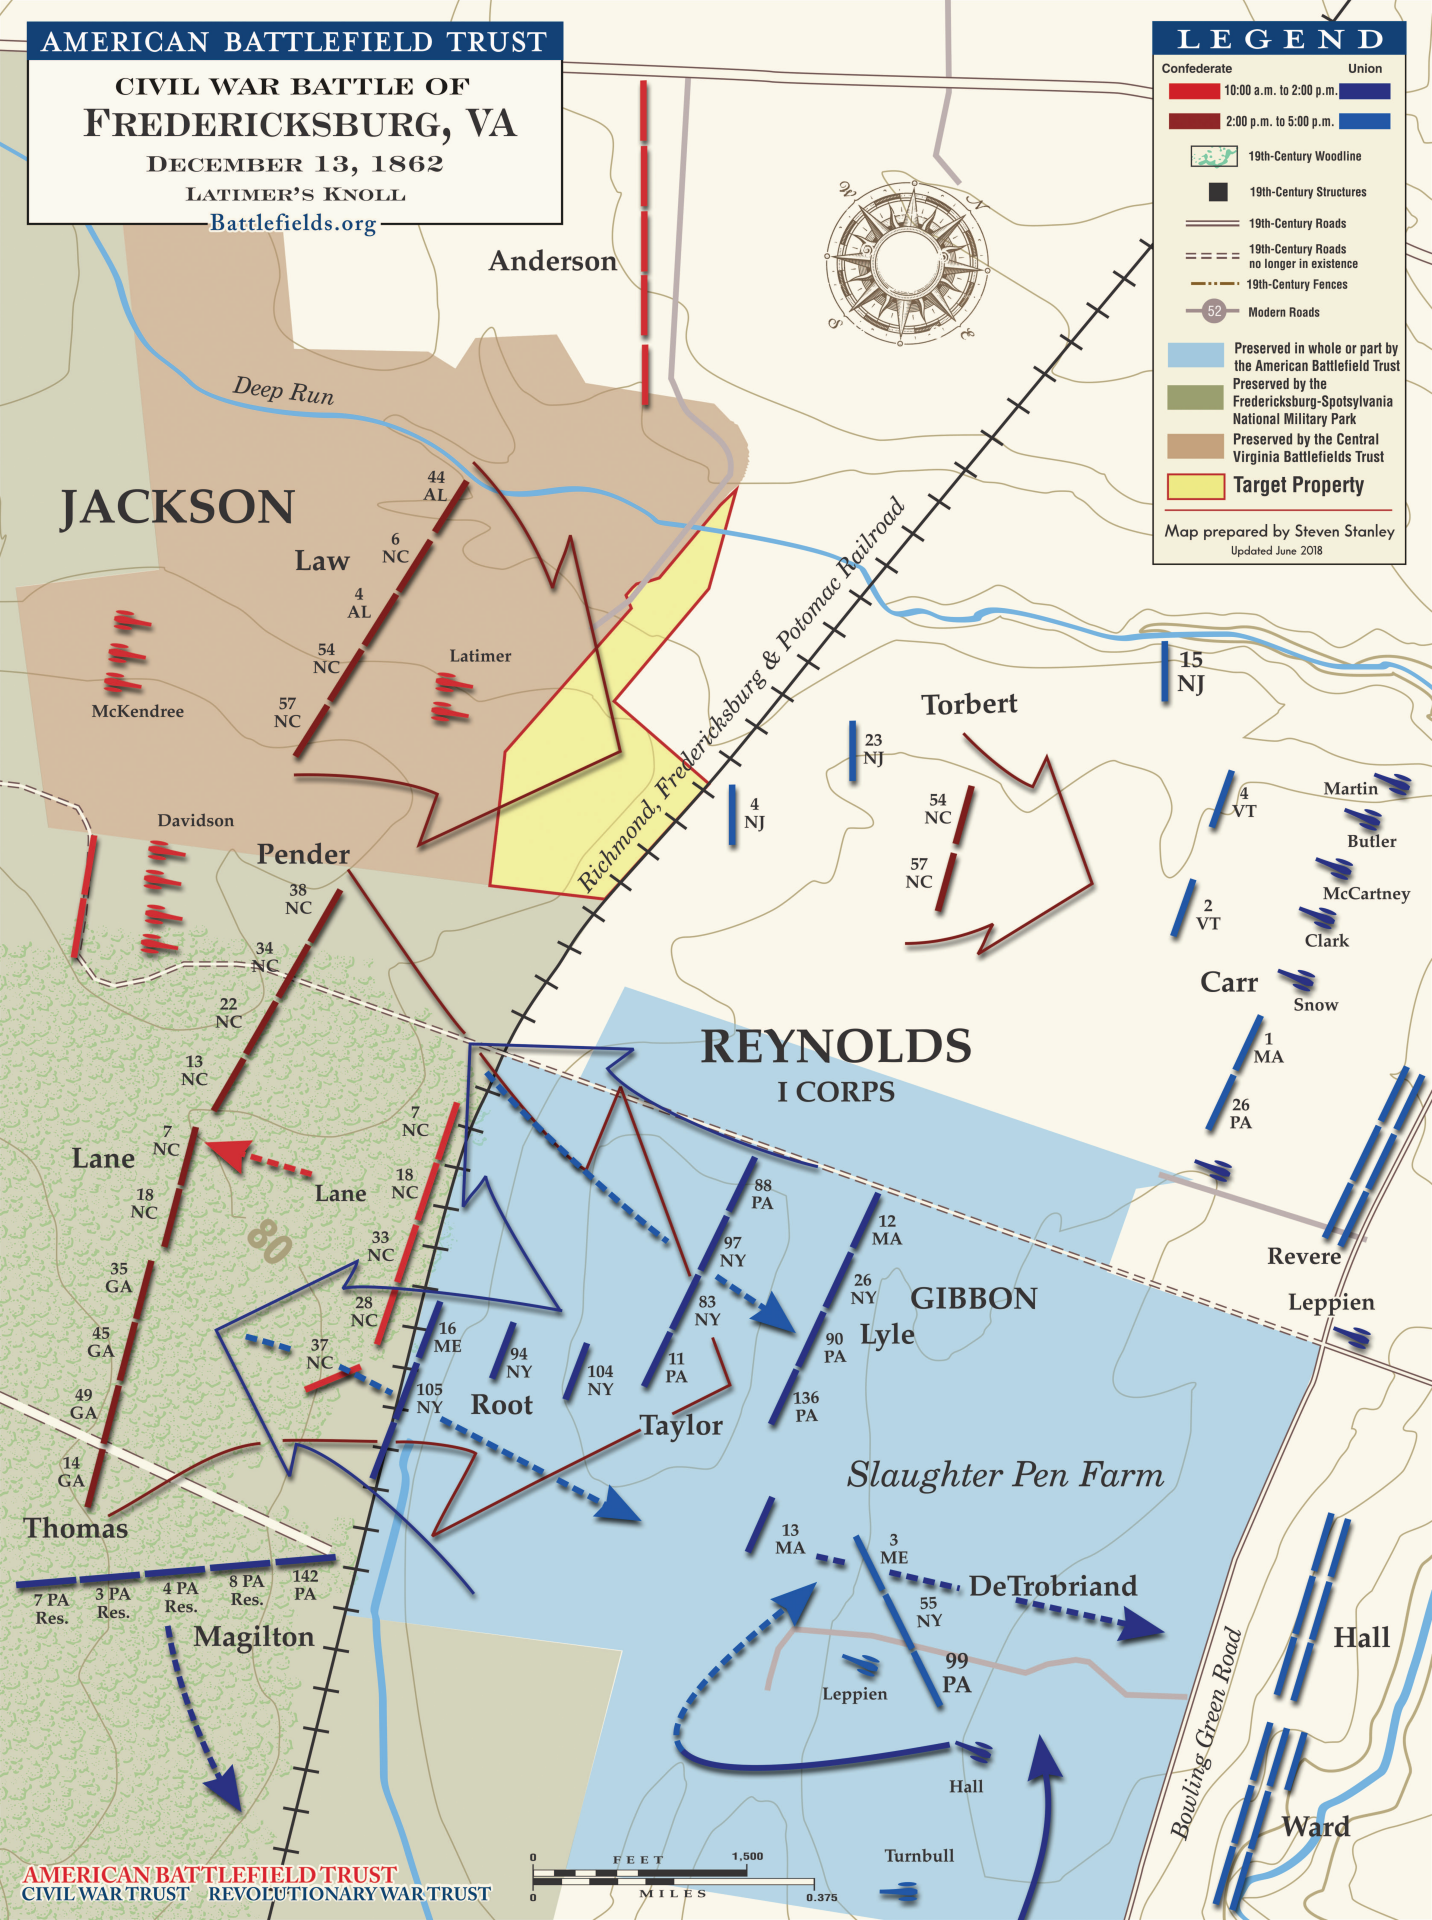 AMERICAN BATTLEFIELD TRUST
CIVIL WAR BATTLE OF
FREDERICKSBURG, VA
DECEMBER 13, 1862
LATIMER'S KNOLL
Battlefields.org
LEGEND
Confederate
Union
10:00 a.m. to 2:00 p.m.
2:00 p.m. to 5:00 p.m.
19th-Century Woodline
19th-Century Structures
19th-Century Roads
19th-Century Roads
no longer in existence
19th-Century Fences
52
Modern Roads
Preserved in whole or part by
the American Battlefield Trust
Preserved by the
Fredericksburg-Spotsylvania
National Military Park
Preserved by the Central
Virginia Battlefields Trust
Target Property
Map prepared by Steven Stanley
Updated June 2018
W
N
S
E
Anderson
Deep Run
JACKSON
44
AL
6
NC
Law
4
AL
54
NC
57
NC
McKendree
Latimer
Richmond, Fredericksburg & Potomac Railroad
15
NJ
Torbert
23
NJ
4
NJ
54
NC
57
NC
4
VT
2
VT
Martin
Butler
McCartney
Clark
Carr
Snow
1
MA
26
PA
Davidson
Pender
38
NC
34
NC
22
NC
13
NC
REYNOLDS
I CORPS
7
NC
Lane
18
NC
Lane
7
NC
18
NC
33
NC
28
NC
37
NC
80
35
GA
45
GA
49
GA
14
GA
Thomas
88
PA
97
NY
83
NY
11
PA
12
MA
26
NY
90
PA
136
PA
GIBBON
Lyle
16
ME
94
NY
104
NY
105
NY
Root
Taylor
Revere
Leppien
Slaughter Pen Farm
13
MA
3
ME
55
NY
99
PA
DeTrobriand
Leppien
Hall
Hall
Bowling Green Road
Ward
7 PA
Res.
3 PA
Res.
4 PA
Res.
8 PA
Res.
142
PA
Magilton
Turnbull
0
FEET
1,500
0
MILES
0.375
AMERICAN BATTLEFIELD TRUST
CIVIL WAR TRUST REVOLUTIONARY WAR TRUST